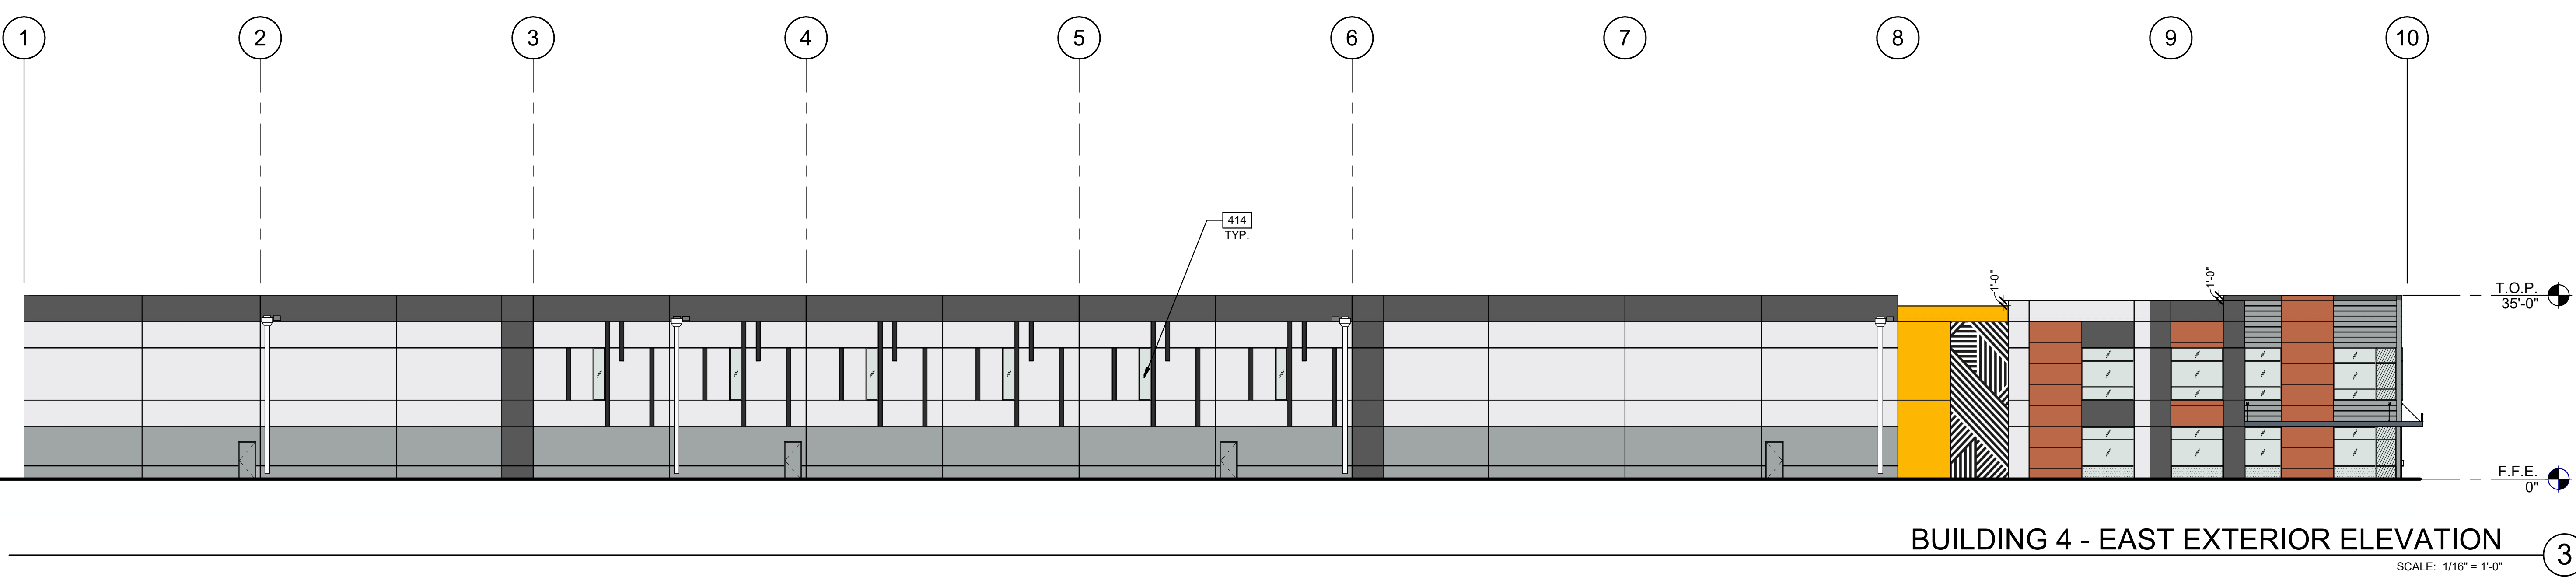 1 2 3 4 5 6 7 8 9 10
414
TYP.
1'-0"
1'-0"
T.O.P.
35'-0"
F.F.E.
0"
BUILDING 4 - EAST EXTERIOR ELEVATION
3
SCALE: 1/16" = 1'-0"